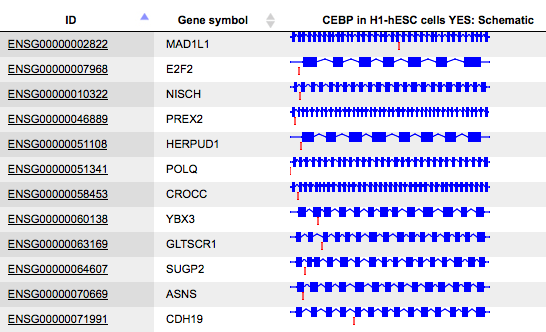 ID Gene symbol CEBP in H1-hESC cells YES: Schematic
ENSG00000002822 MAD1L1
ENSG00000007968 E2F2
ENSG00000010322 NISCH
ENSG00000046889 PREX2
ENSG00000051108 HERPUD1
ENSG00000051341 POLQ
ENSG00000058453 CROCC
ENSG00000060138 YBX3
ENSG00000063169 GLTSCR1
ENSG00000064607 SUGP2
ENSG00000070669 ASNS
ENSG00000071991 CDH19